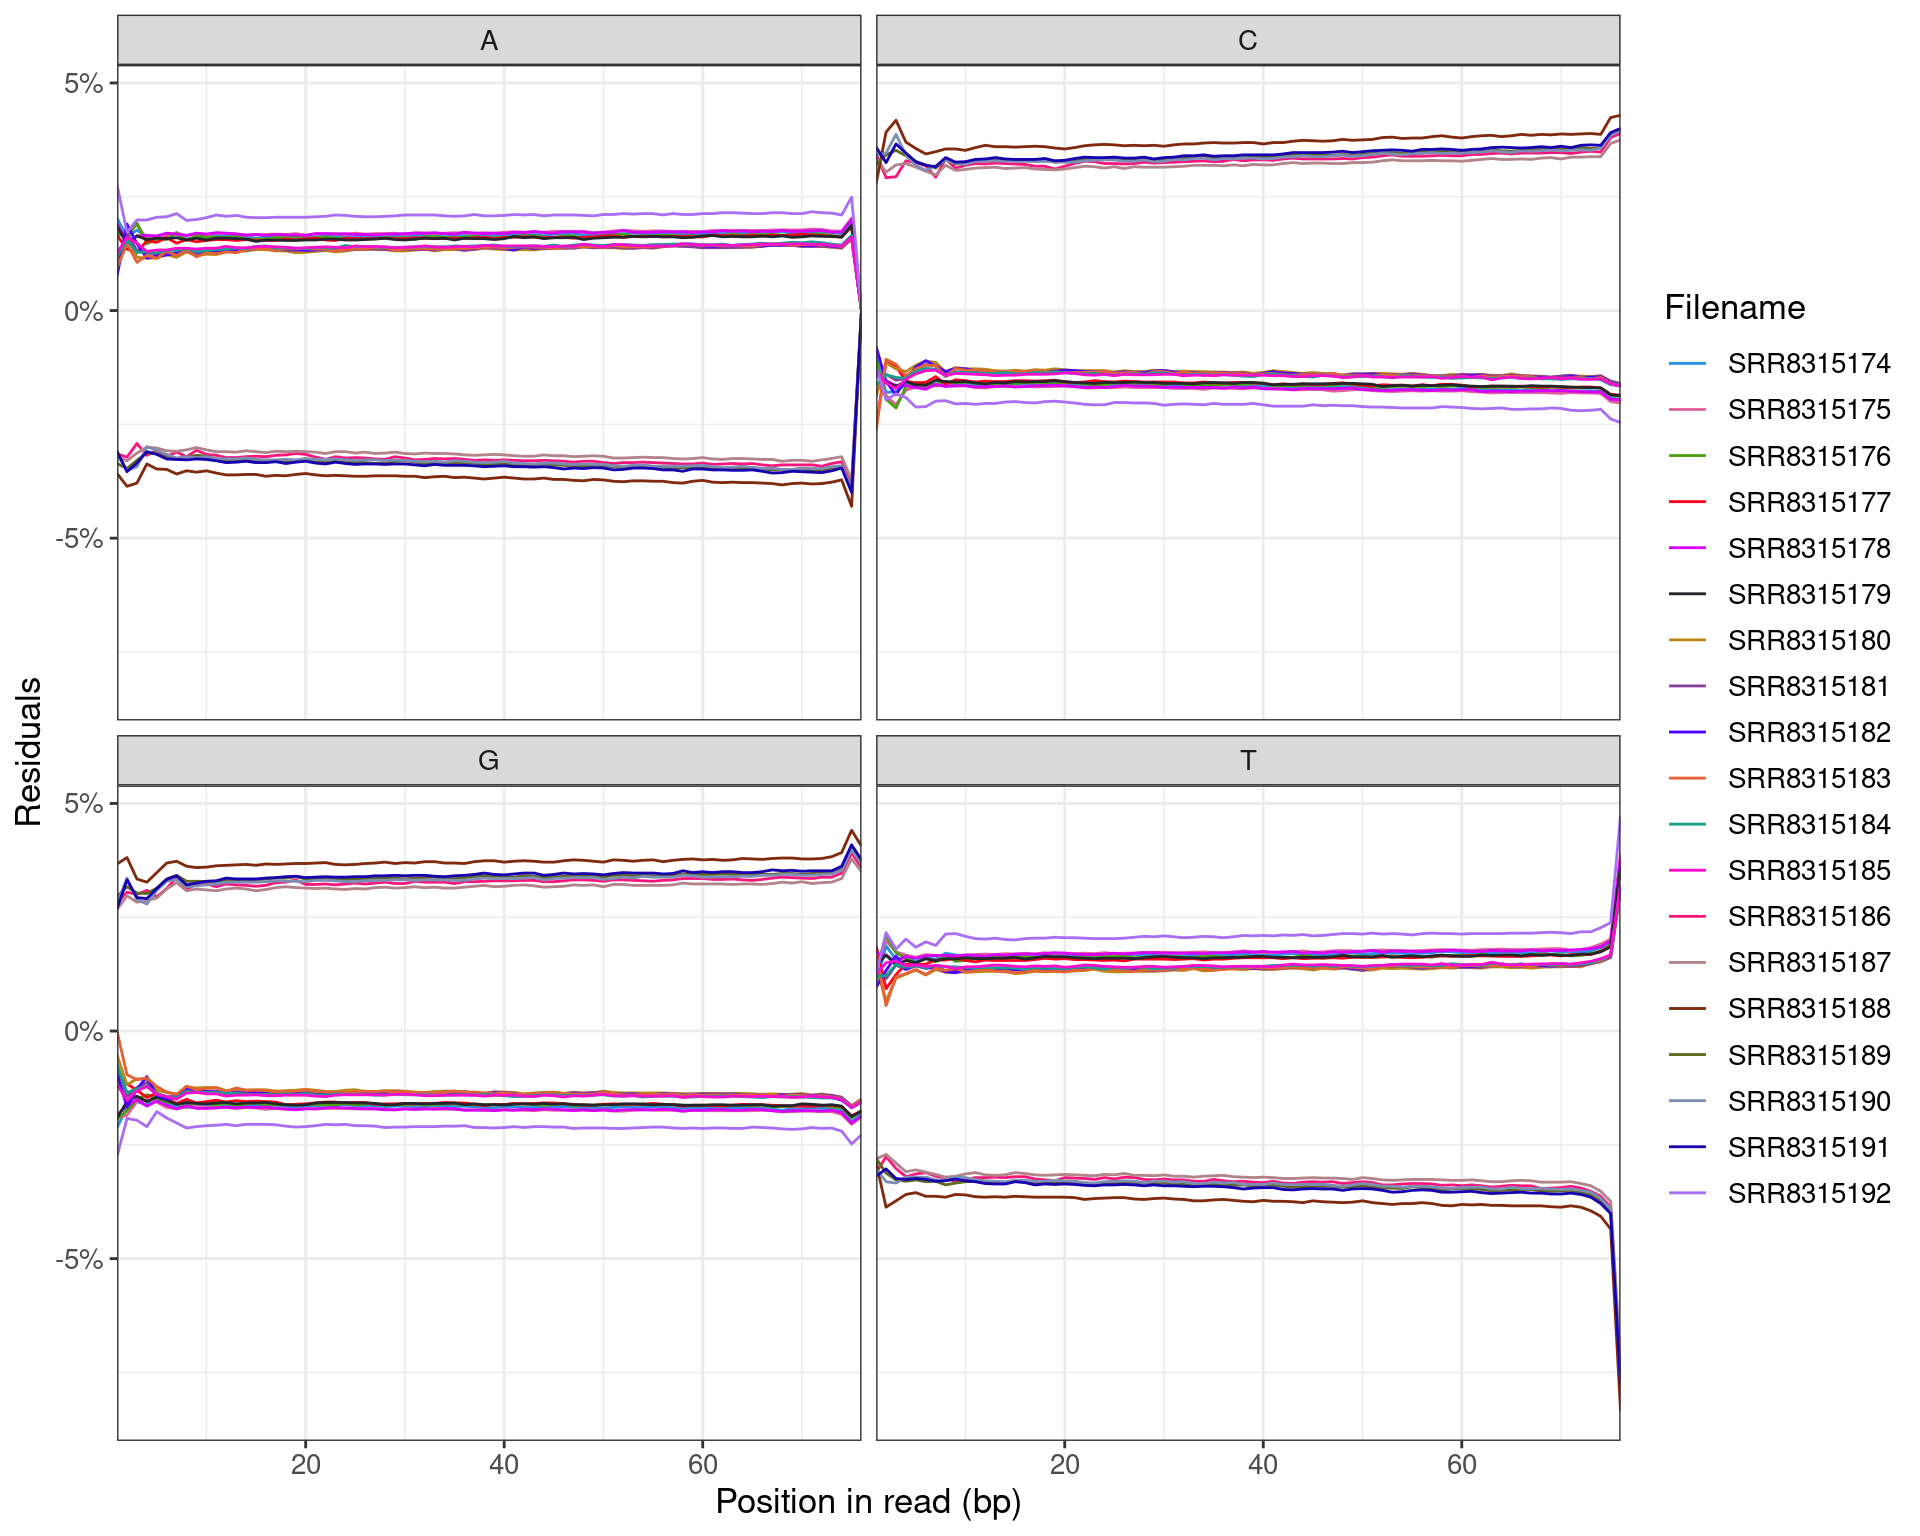 A
C
5%
0%
-5%
G
T
5%
0%
-5%
20
40
60
20
40
60
Position in read (bp)
Residuals
Filename
SRR8315174
SRR8315175
SRR8315176
SRR8315177
SRR8315178
SRR8315179
SRR8315180
SRR8315181
SRR8315182
SRR8315183
SRR8315184
SRR8315185
SRR8315186
SRR8315187
SRR8315188
SRR8315189
SRR8315190
SRR8315191
SRR8315192